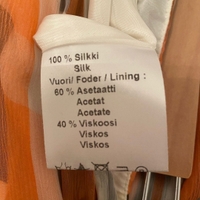 100 % Silkki
Silk
Vuori/ Foder / Lining :
60 % Asetaatti
Acetat
Acetate
40 % Viskoosi
Viskos
Viskos